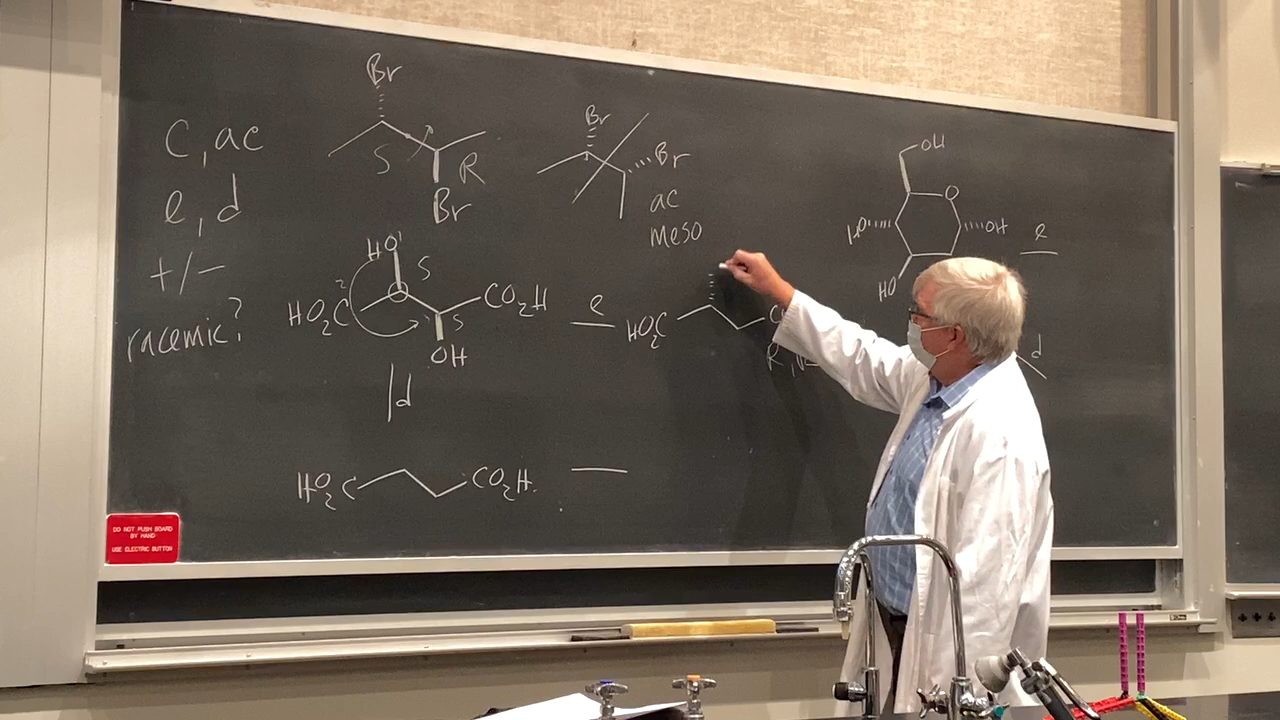 C, ac
e, d
+/−
racemic?
Br
S
R
Br
Br
Br
ac
meso
OH
O
HO
OH
HO
e
HO
S
2
HO₂C
CO₂H
S
OH
e
HO₂C
d
d
HO₂C
CO₂H
DO NOT PUSH BOARD
BY HAND
USE ELECTRIC BUTTON